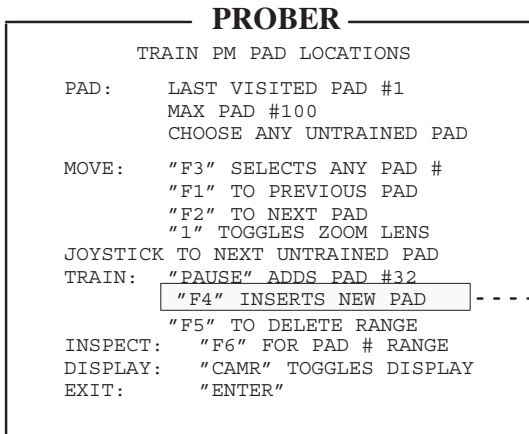 PROBER
TRAIN PM PAD LOCATIONS
PAD: LAST VISITED PAD #1
MAX PAD #100
CHOOSE ANY UNTRAINED PAD
MOVE: "F3" SELECTS ANY PAD #
"F1" TO PREVIOUS PAD
"F2" TO NEXT PAD
"1" TOGGLES ZOOM LENS
JOYSTICK TO NEXT UNTRAINED PAD
TRAIN: "PAUSE" ADDS PAD #32
"F4" INSERTS NEW PAD
"F5" TO DELETE RANGE
INSPECT: "F6" FOR PAD # RANGE
DISPLAY: "CAMR" TOGGLES DISPLAY
EXIT: "ENTER"